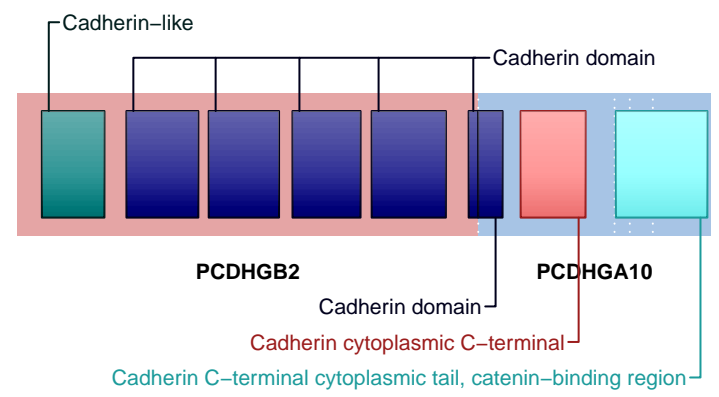 Cadherin−like
Cadherin domain
PCDHGB2
PCDHGA10
Cadherin domain
Cadherin cytoplasmic C−terminal
Cadherin C−terminal cytoplasmic tail, catenin−binding region